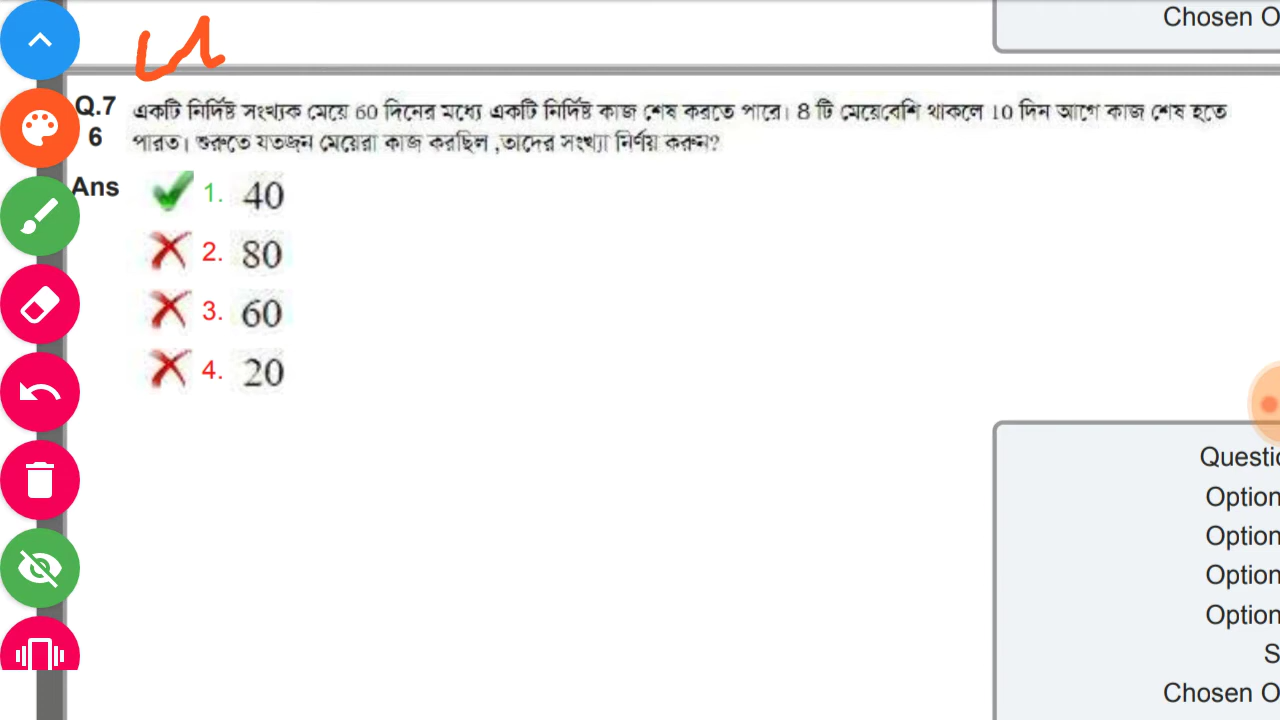 Chosen O
Q.7
6
একটি নির্দিষ্ট সংখ্যক মেয়ে 60 দিনের মধ্যে একটি নির্দিষ্ট কাজ শেষ করতে পারে। 8 টি মেয়েবেশি থাকলে 10 দিন আগে কাজ শেষ হতে
পারত। শুরুতে যতজন মেয়েরা কাজ করছিল ,তাদের সংখ্যা নির্ণয় করুন?
Ans
1. 40
2. 80
3. 60
4. 20
Questio
Option
Option
Option
Option
S
Chosen O